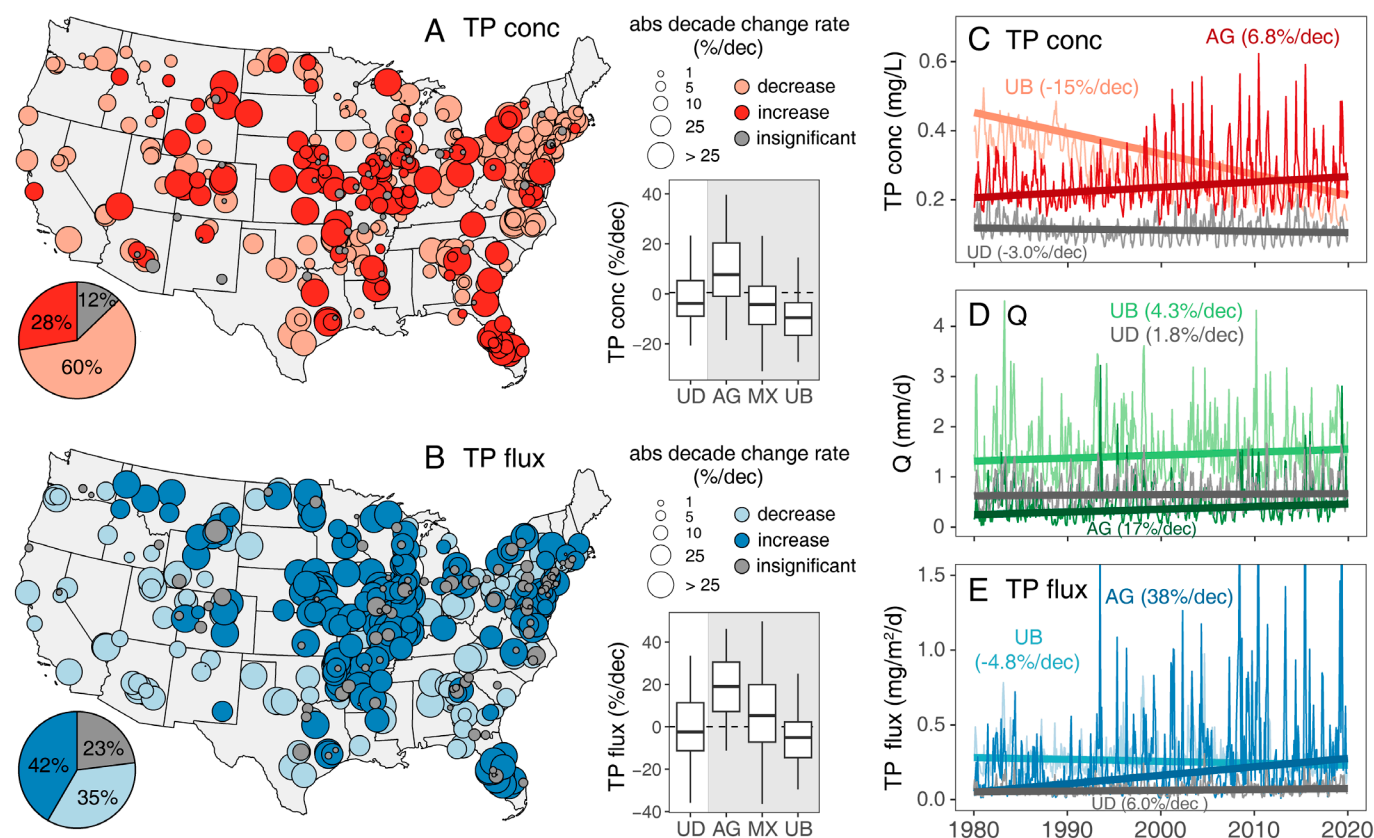 A TP conc
abs decade change rate
(%/dec)
1
5
10
25
> 25
decrease
increase
insignificant
12%
28%
60%
TP conc (%/dec)
40
20
0
−20
UD AG MX UB
B TP flux
abs decade change rate
(%/dec)
1
5
10
25
> 25
decrease
increase
insignificant
23%
42%
35%
TP flux (%/dec)
40
20
0
−20
−40
UD AG MX UB
C TP conc
AG (6.8%/dec)
UB (-15%/dec)
UD (-3.0%/dec)
TP conc (mg/L)
0.6
0.4
0.2
D Q
UB (4.3%/dec)
UD (1.8%/dec)
AG (17%/dec)
Q (mm/d)
4
3
2
1
0
E TP flux
AG (38%/dec)
UB
(-4.8%/dec)
UD (6.0%/dec )
TP flux (mg/m²/d)
1.5
1.0
0.5
0.0
1980 1990 2000 2010 2020